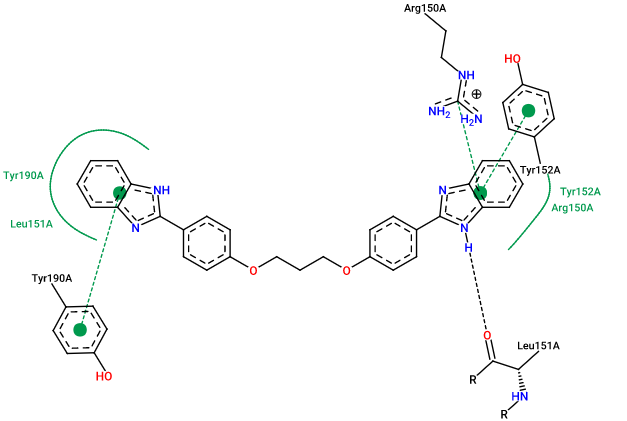 Arg150A
HO
NH
⊕
NH2
H2N
Tyr152A
Tyr190A
NH
N
N
Tyr152A
Arg150A
Leu151A
N
N
H
O
O
Tyr190A
HO
O
Leu151A
R
HN
R